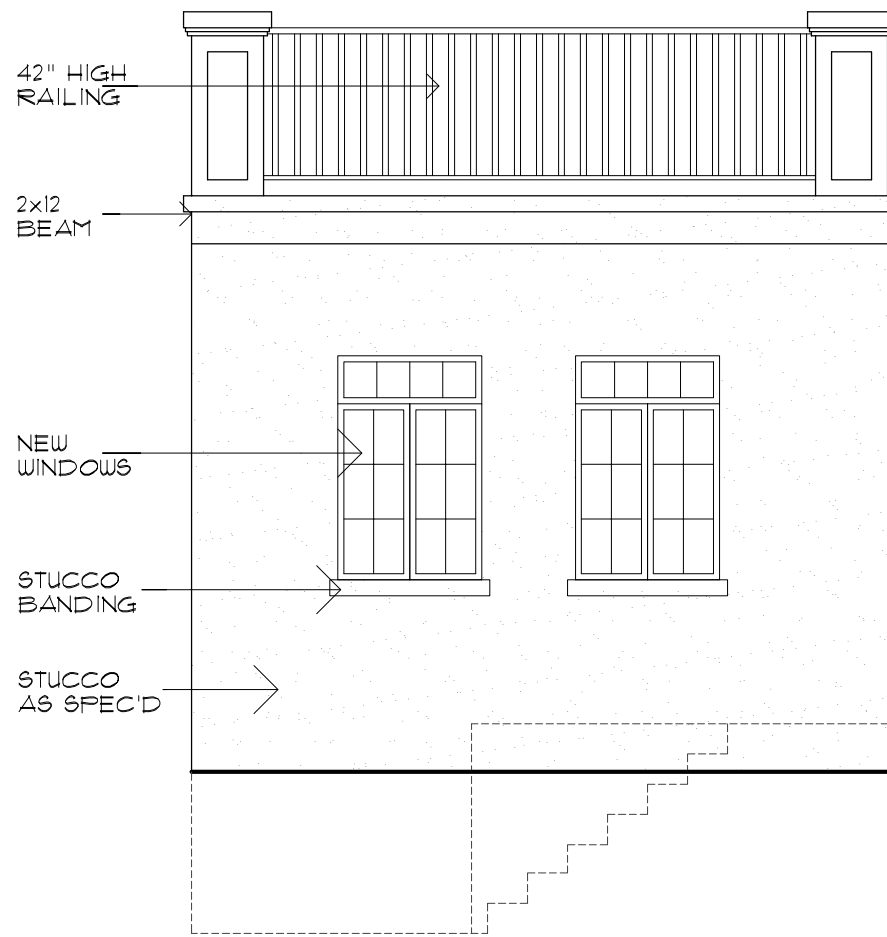 42" HIGH
RAILING
2x12
BEAM
NEW
WINDOWS
STUCCO
BANDING
STUCCO
AS SPEC'D